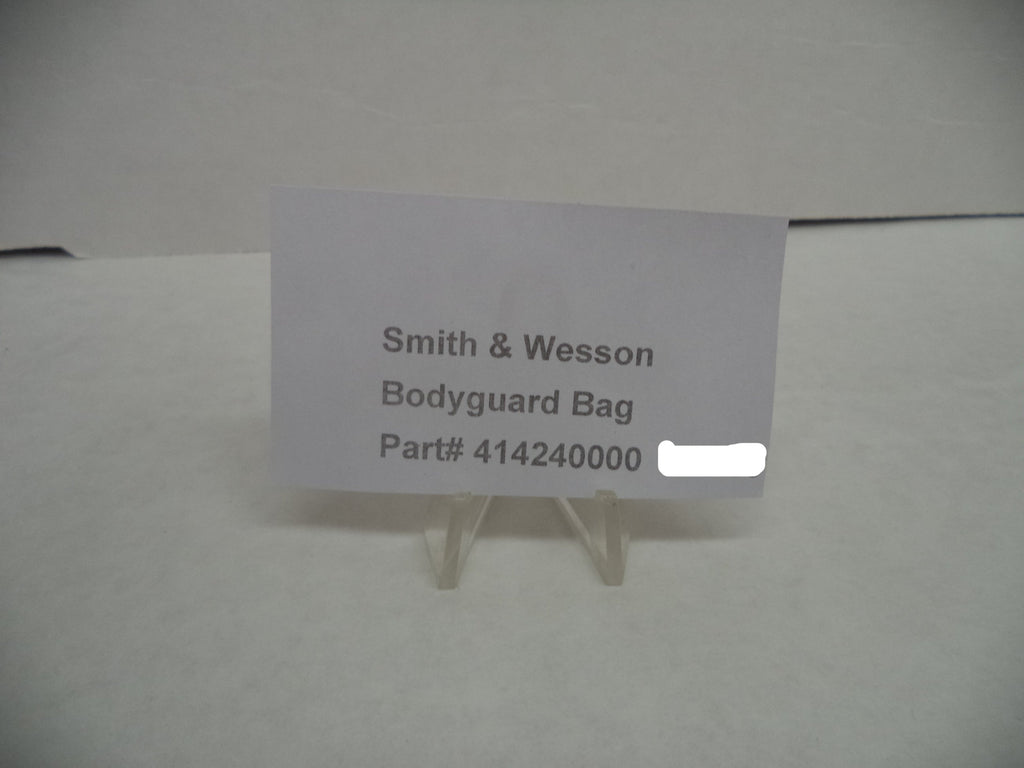 Smith & Wesson
Bodyguard Bag
Part# 414240000